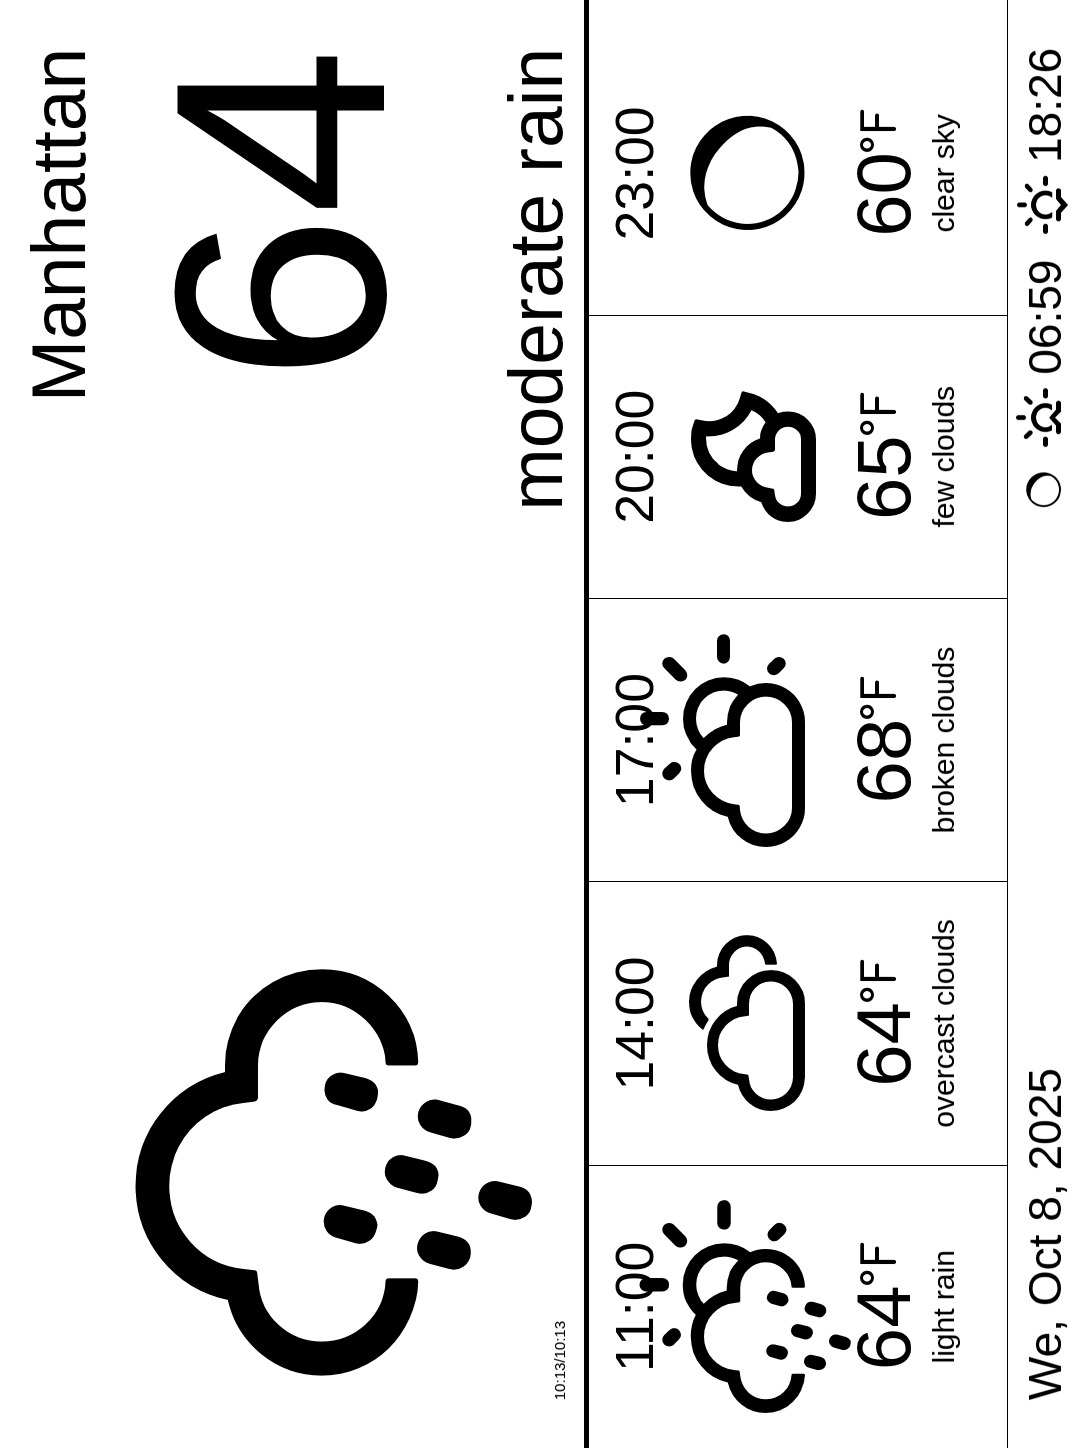 Manhattan
64
moderate rain
10:13/10:13
11:00 14:00 17:00 20:00 23:00
64°F 64°F 68°F 65°F 60°F
light rain overcast clouds broken clouds few clouds clear sky
We, Oct 8, 2025 06:59 18:26